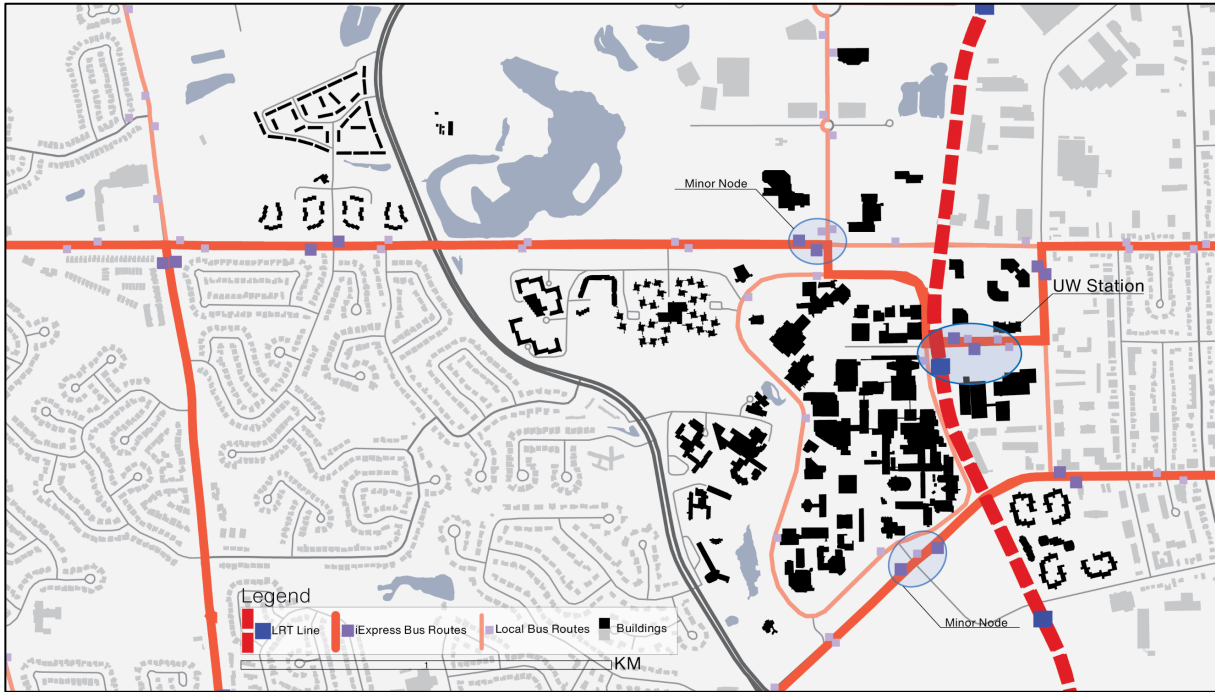 Minor Node
UW Station
Minor Node
Legend
LRT Line
iExpress Bus Routes
Local Bus Routes
Buildings
1
KM